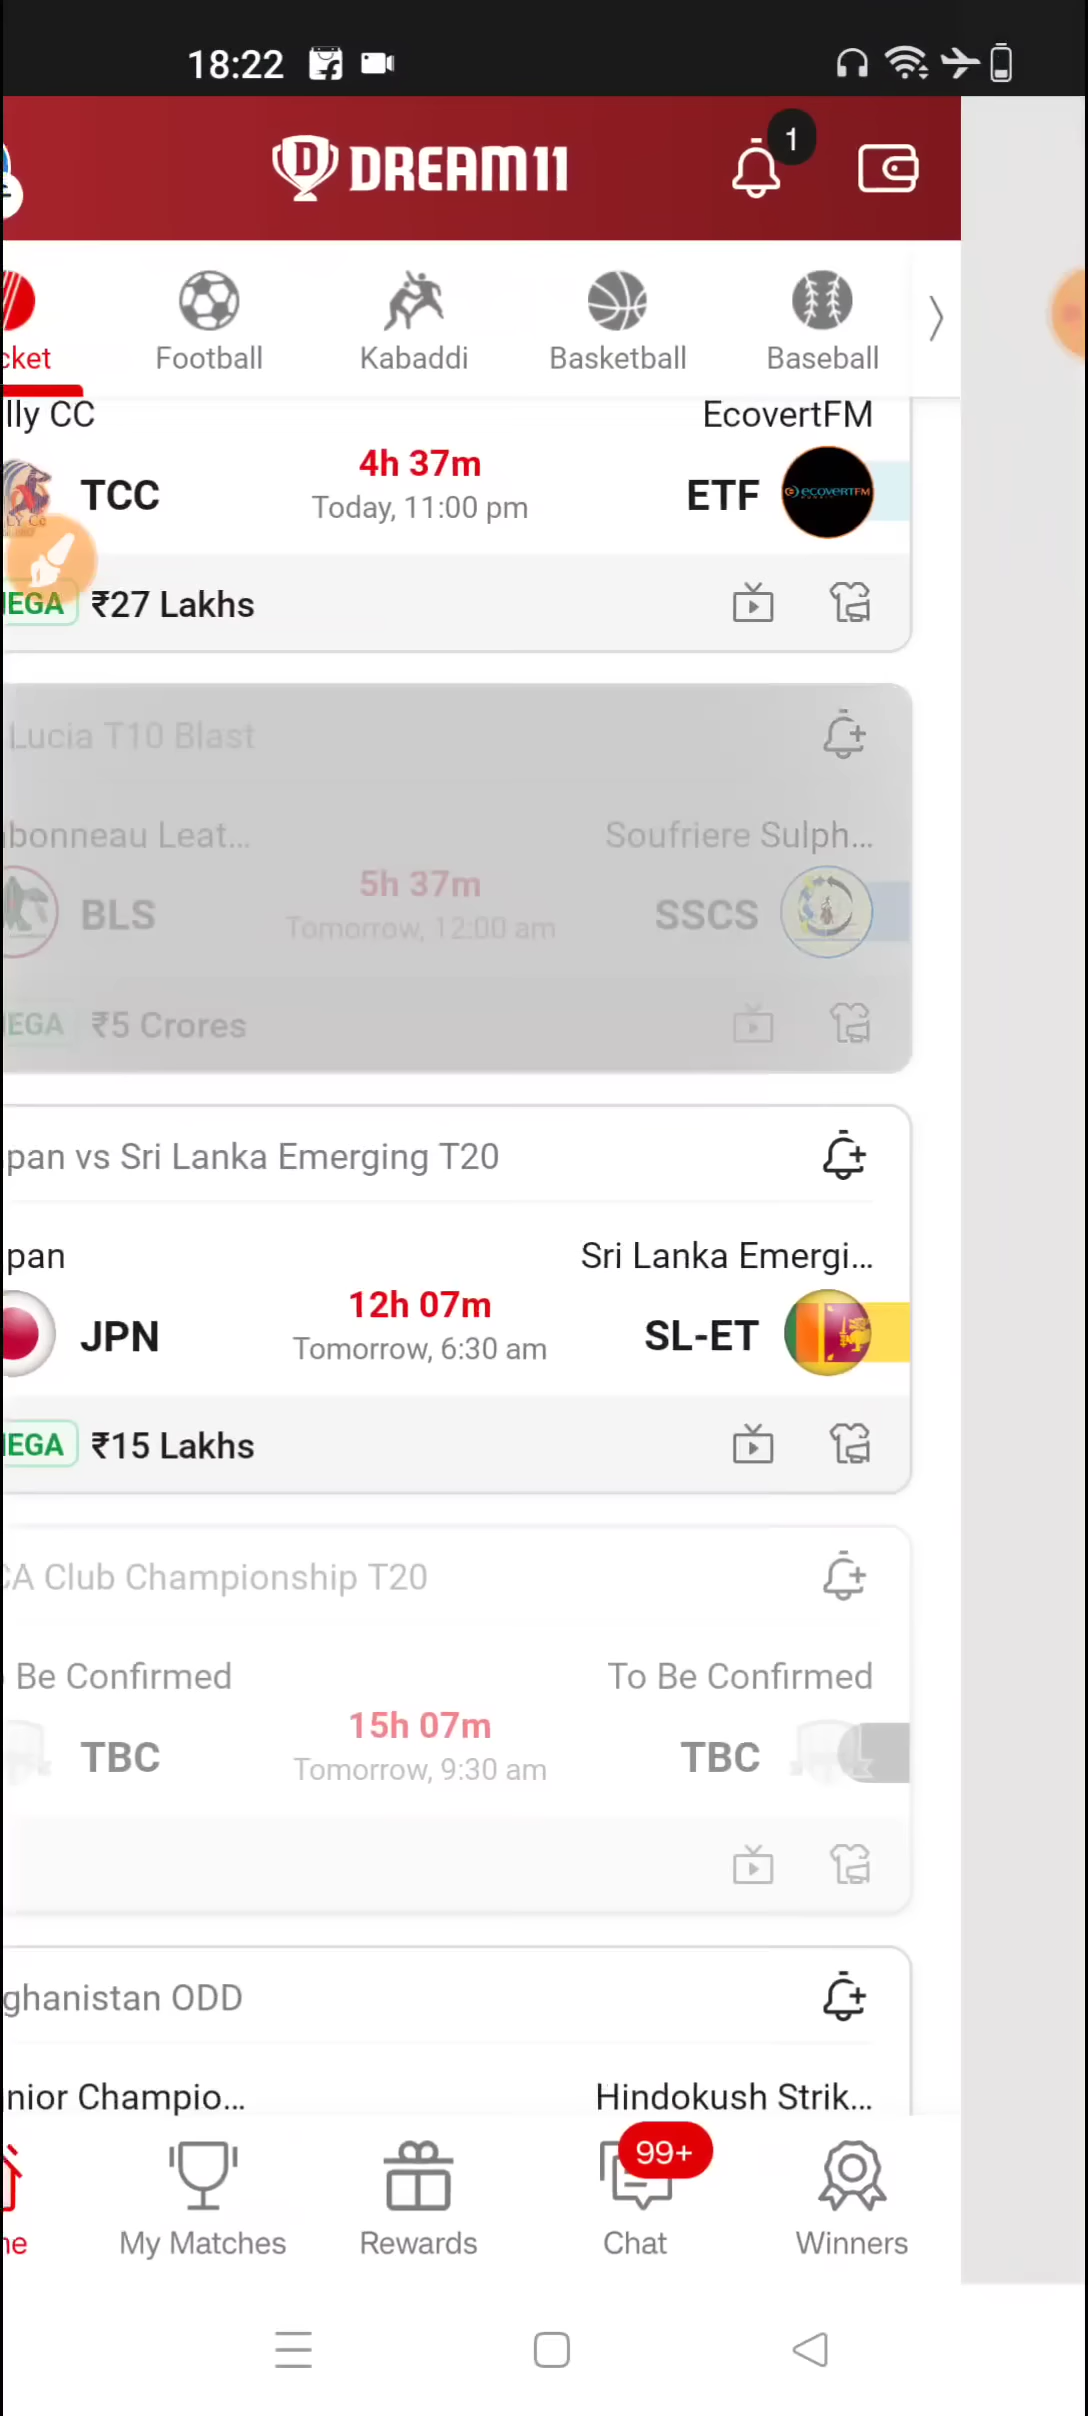 18:22
DREAM11
1
cket
Football
Kabaddi
Basketball
Baseball
lly CC
EcovertFM
4h 37m
TCC
Today, 11:00 pm
ETF
ECOVERTFM
EGA
₹27 Lakhs
Lucia T10 Blast
bonneau Leat...
Soufriere Sulph...
5h 37m
BLS
Tomorrow, 12:00 am
SSCS
EGA
₹5 Crores
pan vs Sri Lanka Emerging T20
pan
Sri Lanka Emergi...
12h 07m
JPN
Tomorrow, 6:30 am
SL-ET
EGA
₹15 Lakhs
CA Club Championship T20
Be Confirmed
To Be Confirmed
15h 07m
TBC
Tomorrow, 9:30 am
TBC
ghanistan ODD
nior Champio...
Hindokush Strik...
99+
me
My Matches
Rewards
Chat
Winners